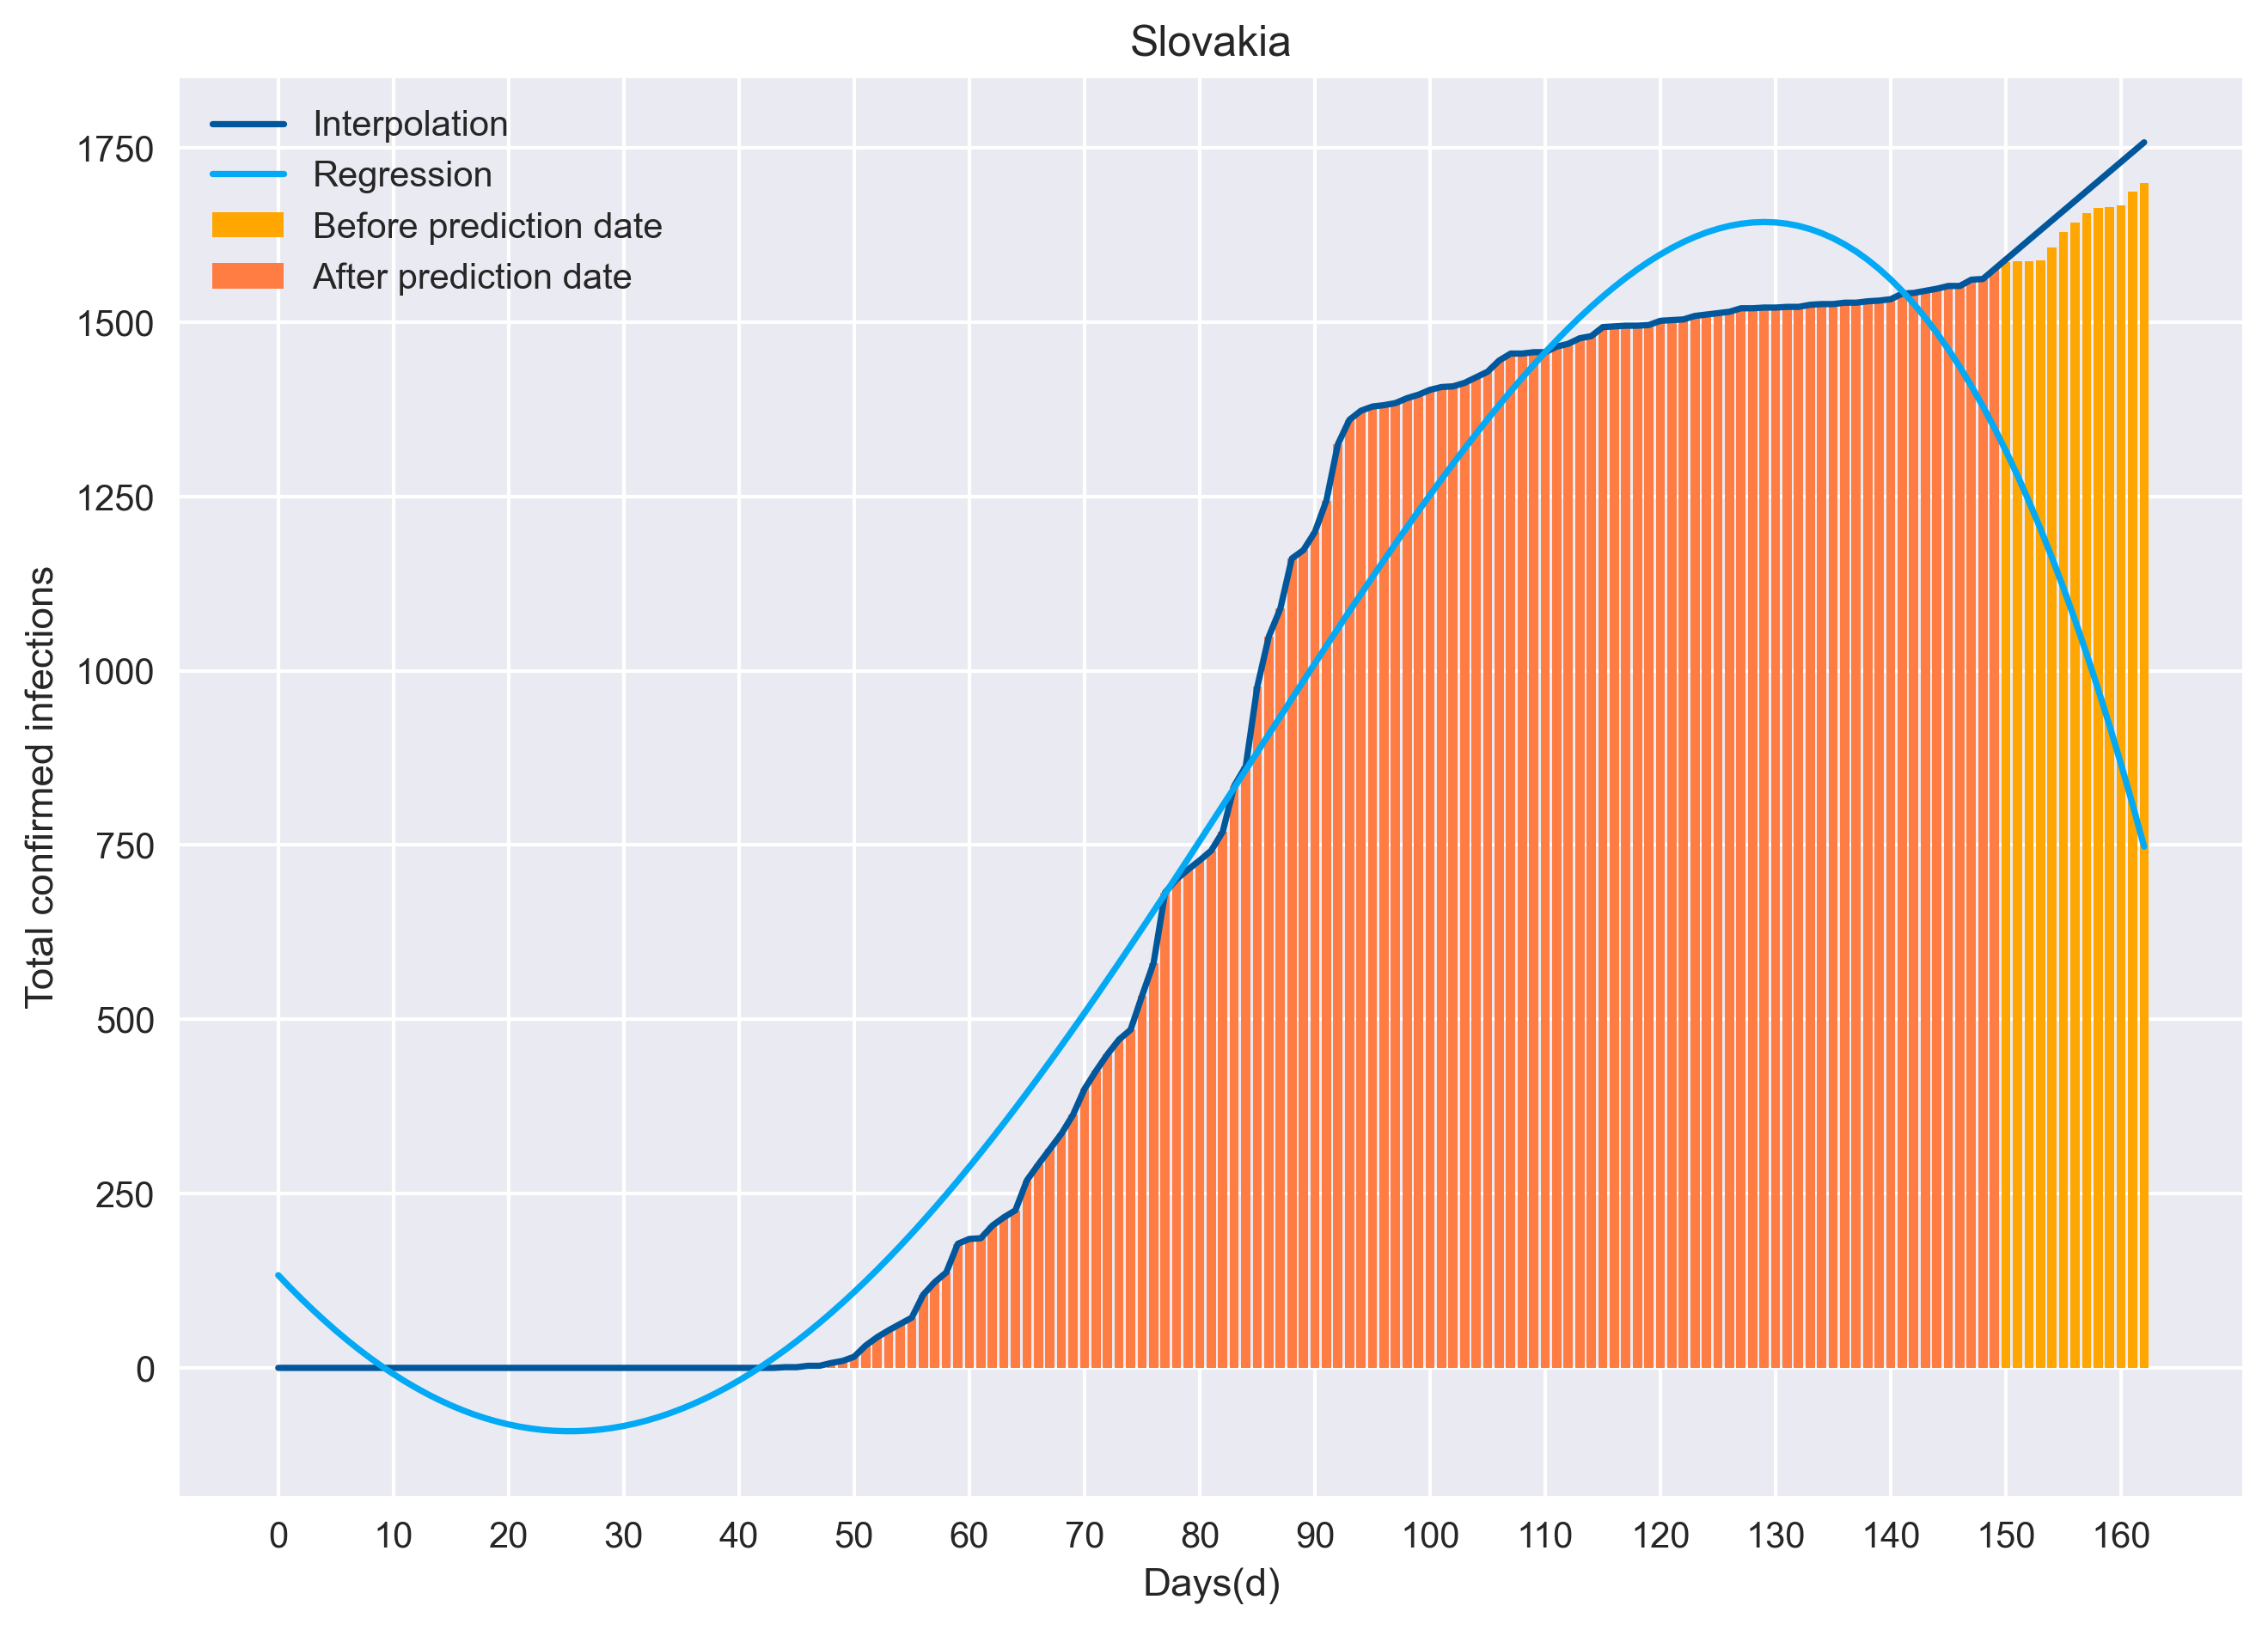 Slovakia
Interpolation
Regression
Before prediction date
After prediction date
1750
1500
1250
1000
750
500
250
0
Total confirmed infections
0 10 20 30 40 50 60 70 80 90 100 110 120 130 140 150 160
Days(d)